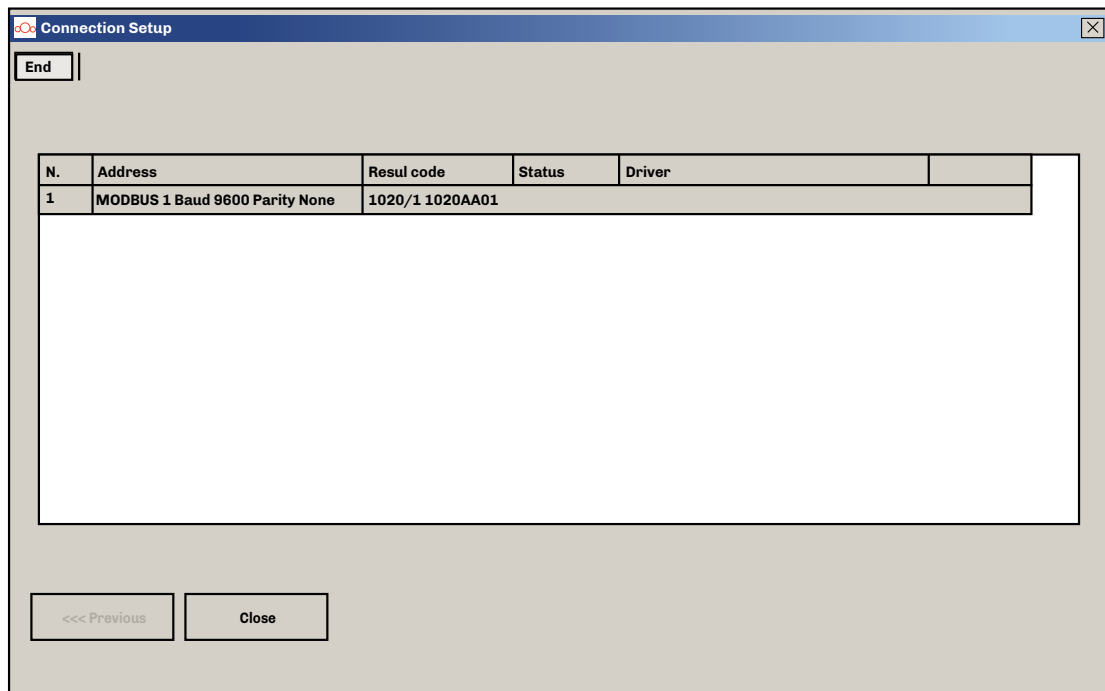 Connection Setup
End
N. Address Resul code Status Driver
1 MODBUS 1 Baud 9600 Parity None 1020/1 1020AA01
<<< Previous Close